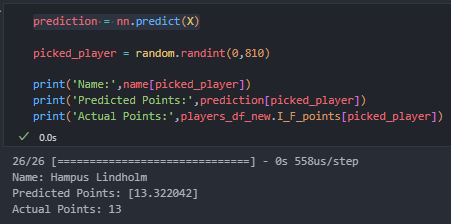 prediction = nn.predict(X)
picked_player = random.randint(0,810)
print('Name:',name[picked_player])
print('Predicted Points:',prediction[picked_player])
print('Actual Points:',players_df_new.I_F_points[picked_player])
0.0s
26/26 [==============================] - 0s 558us/step
Name: Hampus Lindholm
Predicted Points: [13.322042]
Actual Points: 13